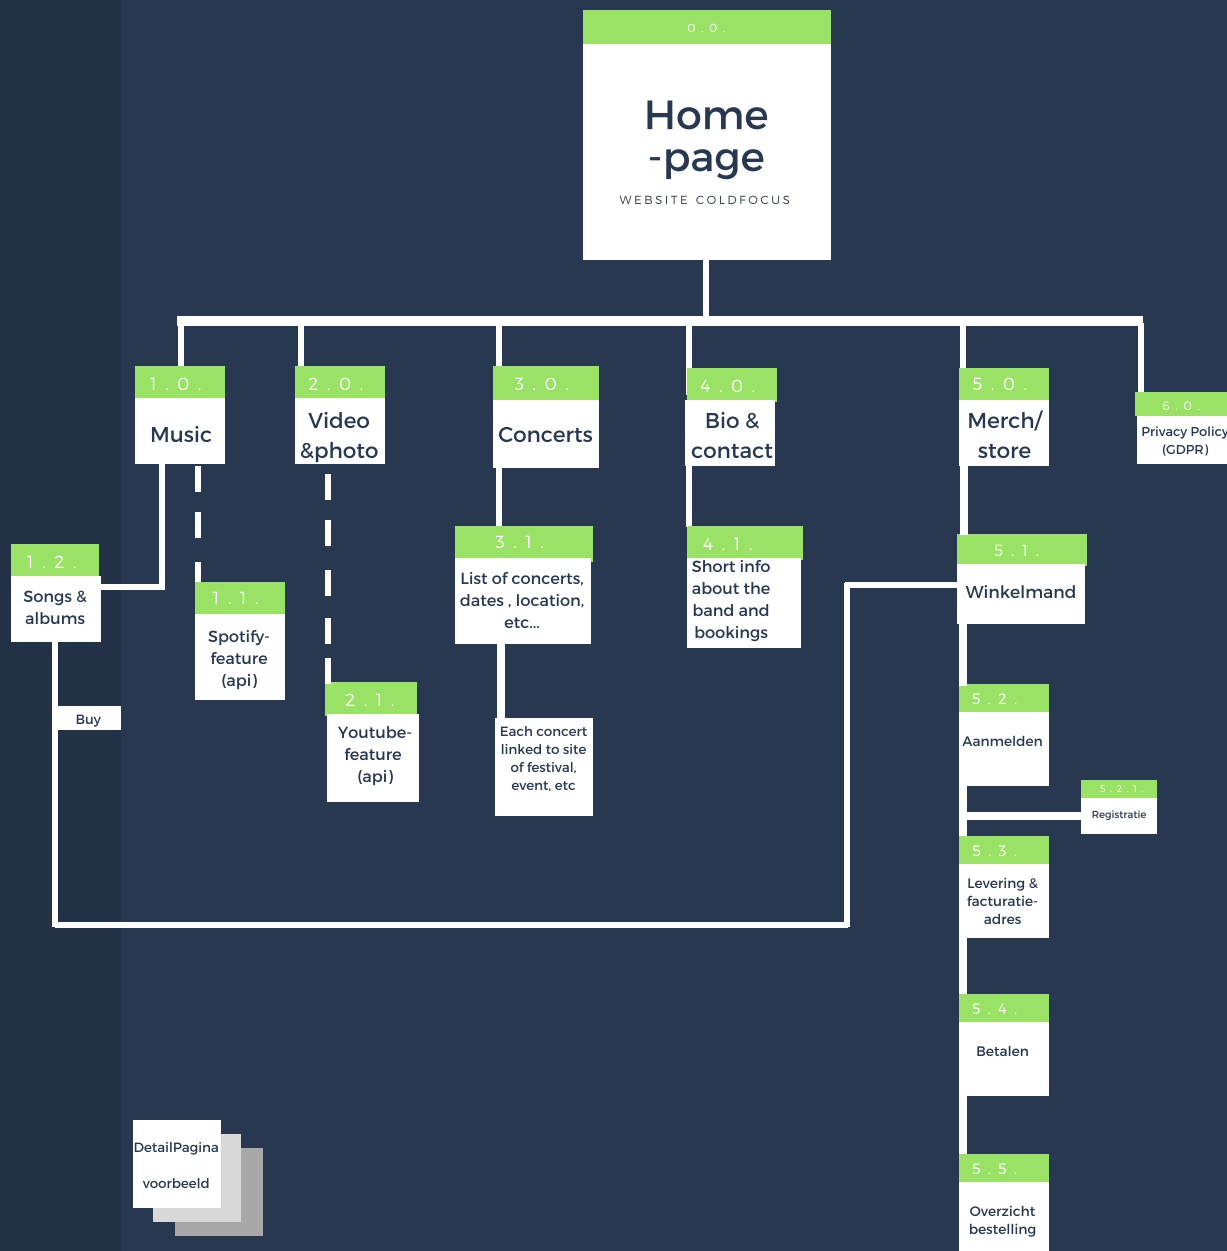 0.0.
Home
-page
WEBSITE COLDFOCUS
1.0.
Music
2.0.
Video
&photo
3.0.
Concerts
4.0.
Bio &
contact
5.0.
Merch/
store
6.0.
Privacy Policy
(GDPR)
1.2.
Songs &
albums
Buy
1.1.
Spotify-
feature
(api)
2.1.
Youtube-
feature
(api)
3.1.
List of concerts,
dates , location,
etc...
Each concert
linked to site
of festival,
event, etc
4.1.
Short info
about the
band and
bookings
5.1.
Winkelmand
5.2.
Aanmelden
5.2.1.
Registratie
5.3.
Levering &
facturatie-
adres
5.4.
Betalen
5.5.
Overzicht
bestelling
DetailPagina
voorbeeld